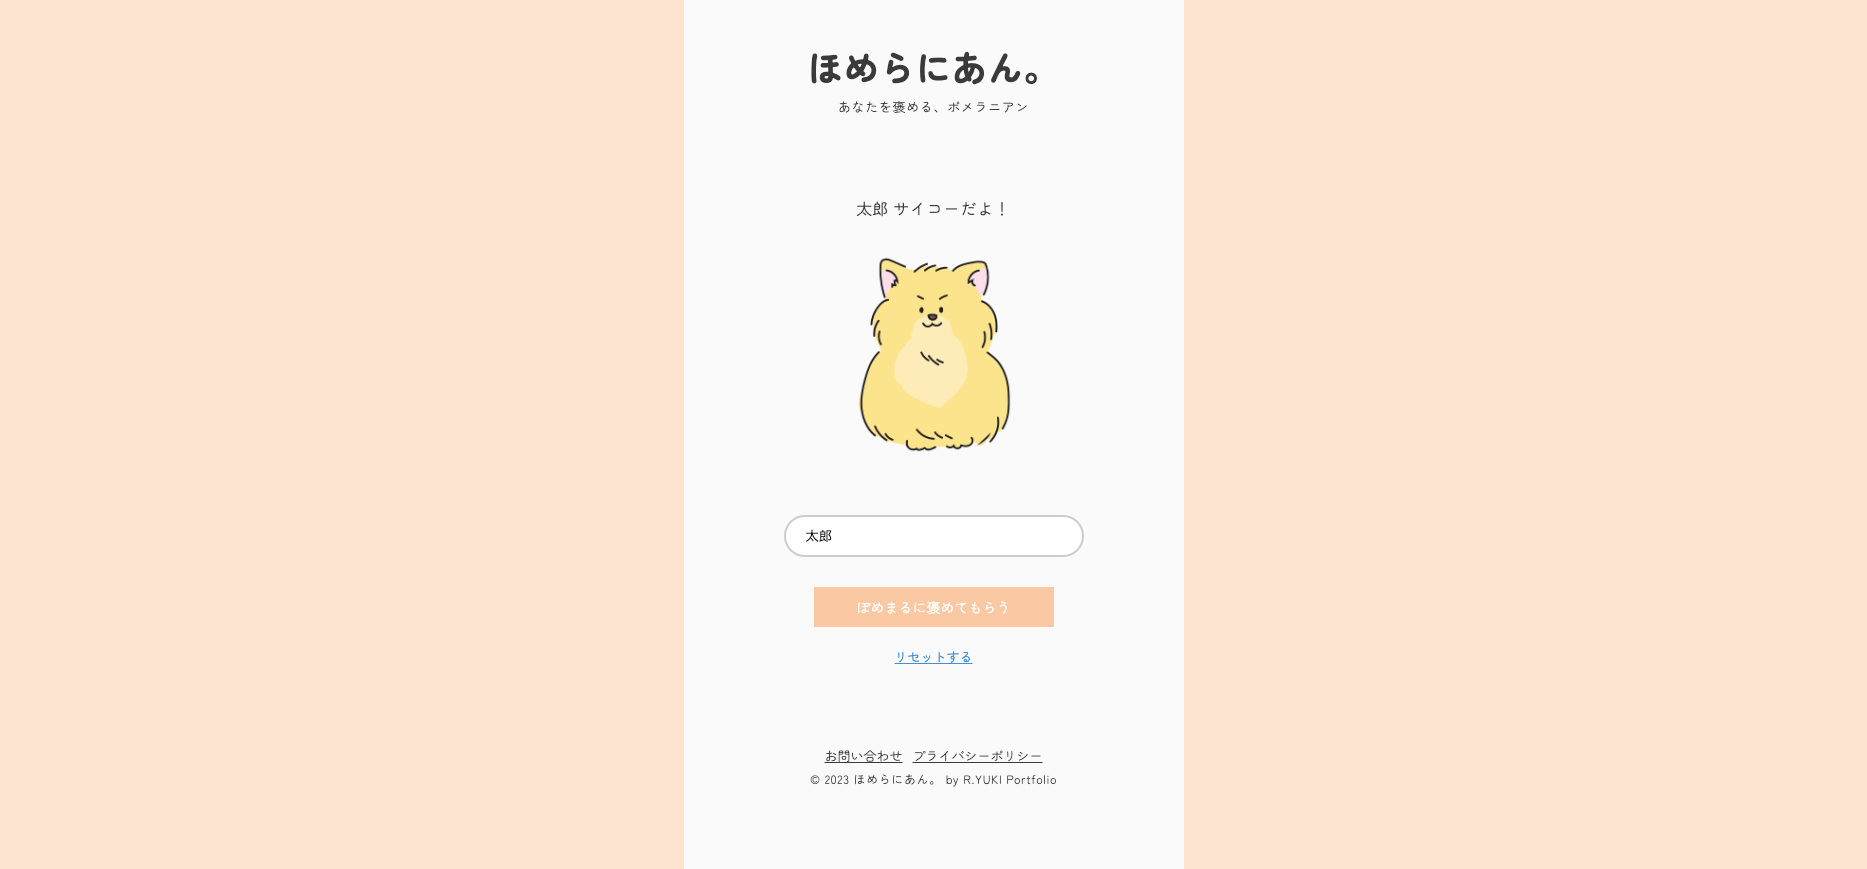 ほめらにあん。
あなたを褒める、ポメラニアン
太郎 サイコーだよ！
太郎
ぽめまるに褒めてもらう
リセットする
お問い合わせ プライバシーポリシー
© 2023 ほめらにあん。 by R.YUKI Portfolio